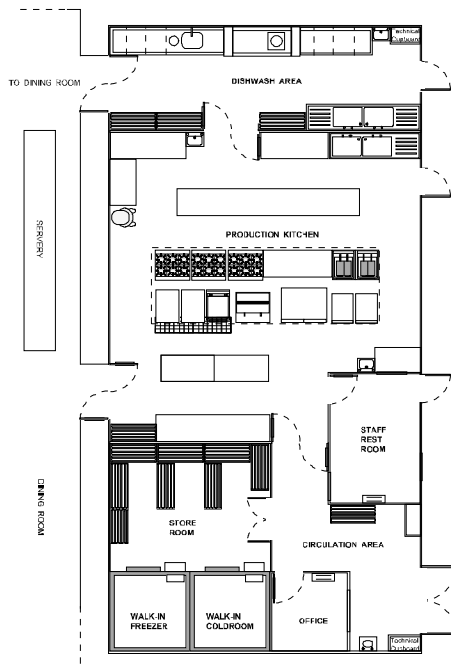 Technical
Cupboard
TO DINING ROOM
DISHWASH AREA
SERVERY
PRODUCTION KITCHEN
STAFF
REST
ROOM
DINING ROOM
STORE
ROOM
CIRCULATION AREA
WALK-IN
FREEZER
WALK-IN
COLDROOM
OFFICE
Technical
Cupboard